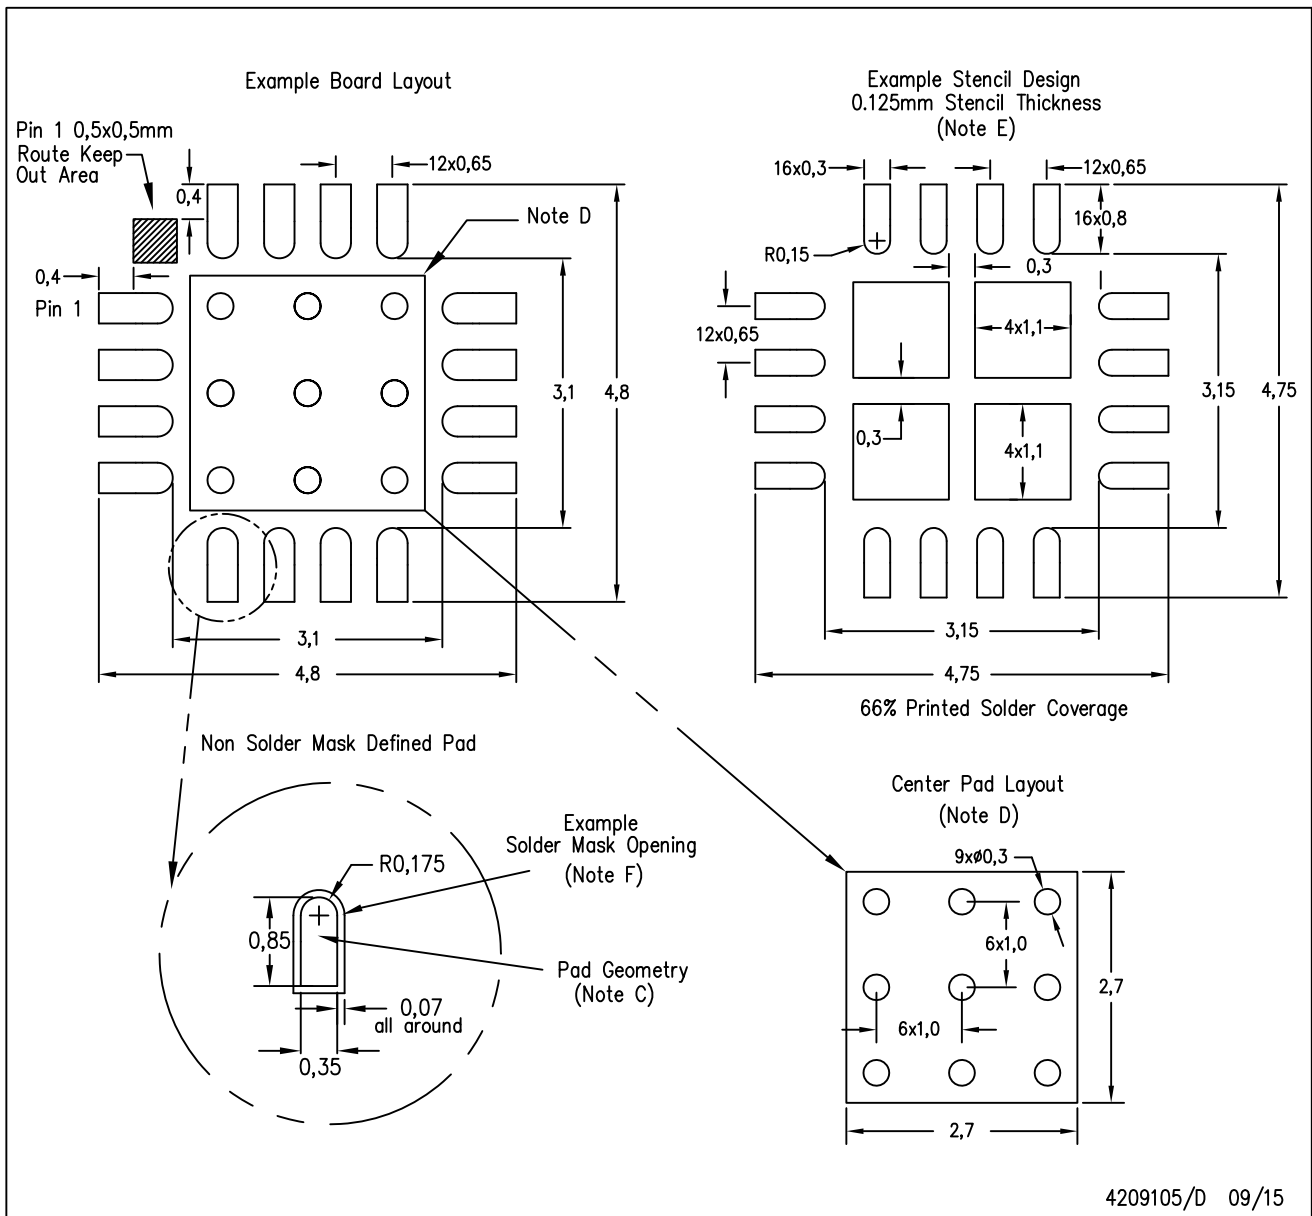 Example Board Layout
Pin 1 0,5x0,5mm
Route Keep
Out Area
0,4
12x0,65
Note D
0,4
Pin 1
3,1
4,8
3,1
4,8
Example Stencil Design
0.125mm Stencil Thickness
(Note E)
16x0,3
12x0,65
16x0,8
R0,15
0,3
12x0,65
4x1,1
0,3
4x1,1
3,15
4,75
3,15
4,75
66% Printed Solder Coverage
Non Solder Mask Defined Pad
Example
Solder Mask Opening
(Note F)
R0,175
0,85
Pad Geometry
(Note C)
0,07
all around
0,35
Center Pad Layout
(Note D)
9xø0,3
6x1,0
6x1,0
2,7
2,7
4209105/D 09/15